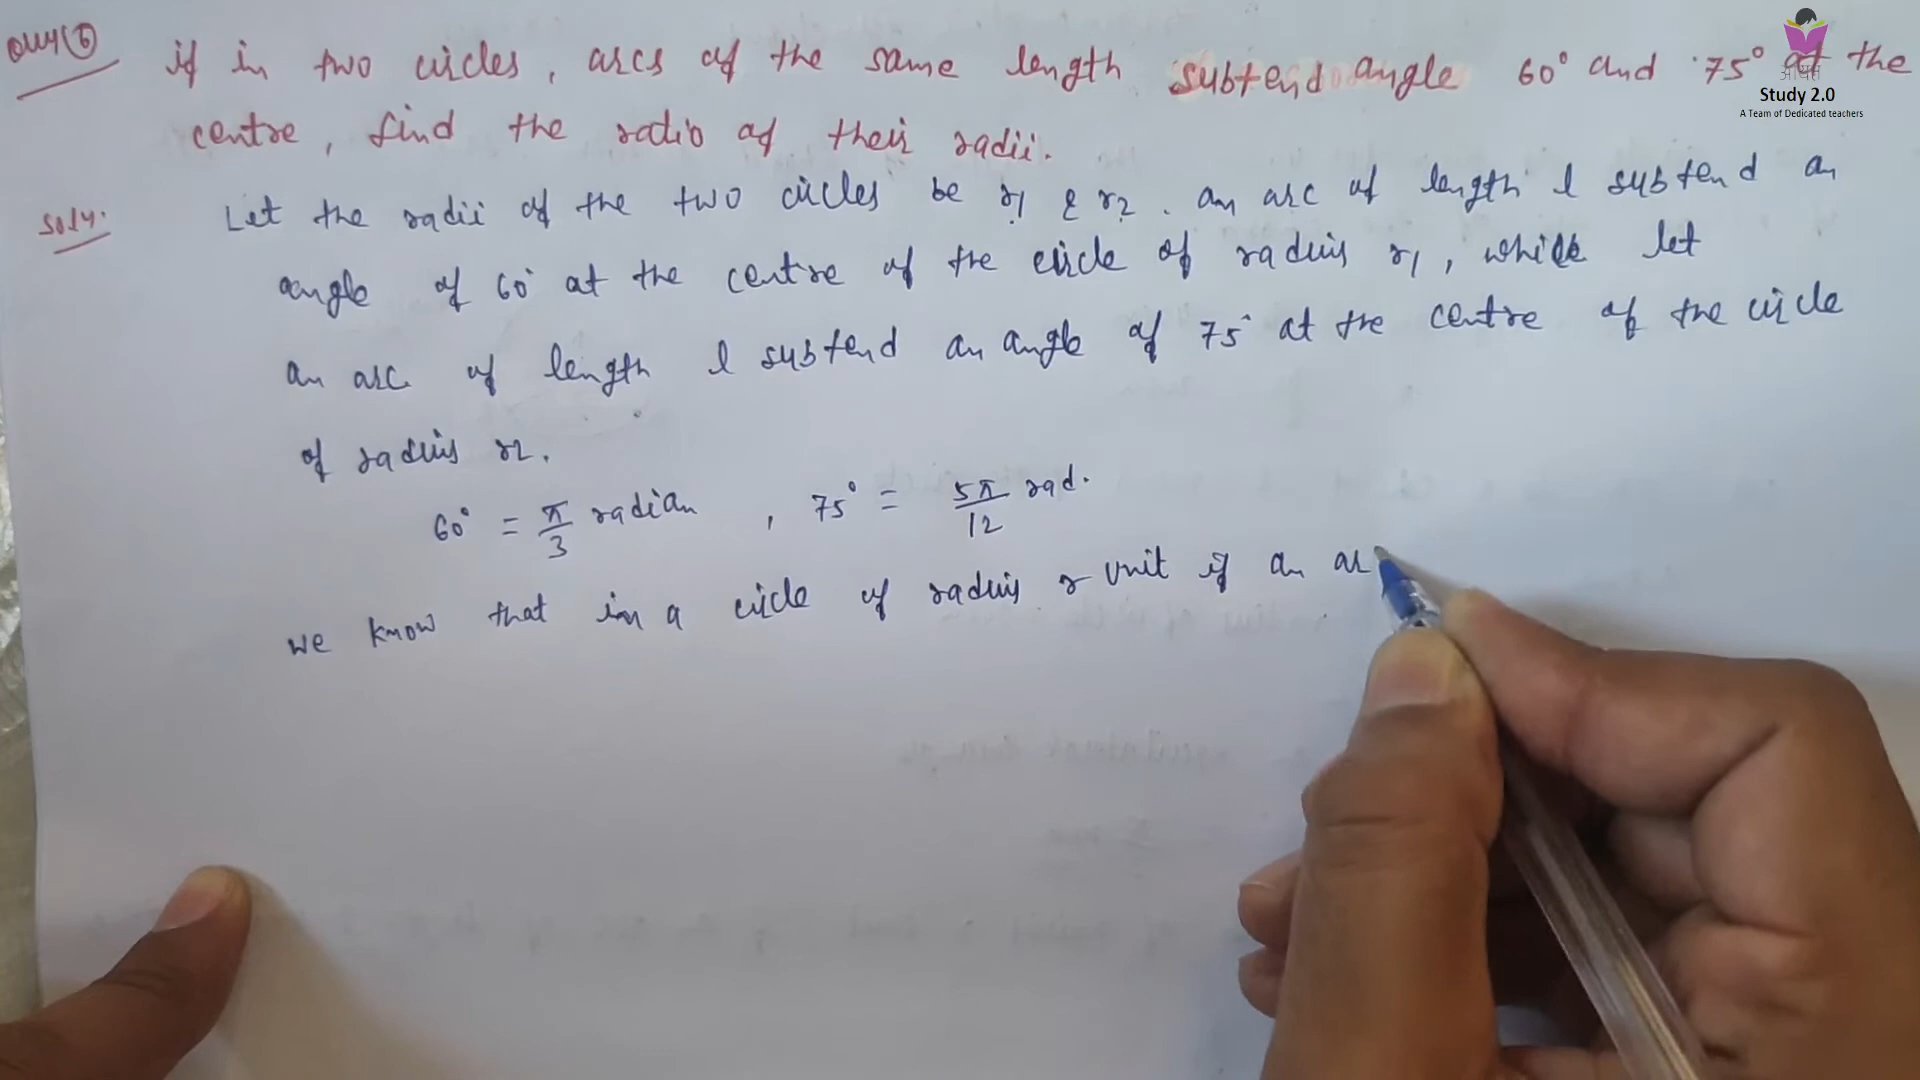 Que(6) if in two circles, arcs of the same length subtend angle 60° and 75° at the
centre, find the ratio of their radii.
Soln. Let the radii of the two circles be r1 & r2. an arc of length l subtend an
angle of 60° at the centre of the circle of radius r1, while let
an arc of length l subtend an angle of 75° at the centre of the circle
of radius r2.
60° = π/3 radian , 75° = 5π/12 rad.
we know that in a circle of radius r unit if an ar
Study 2.0
A Team of Dedicated teachers